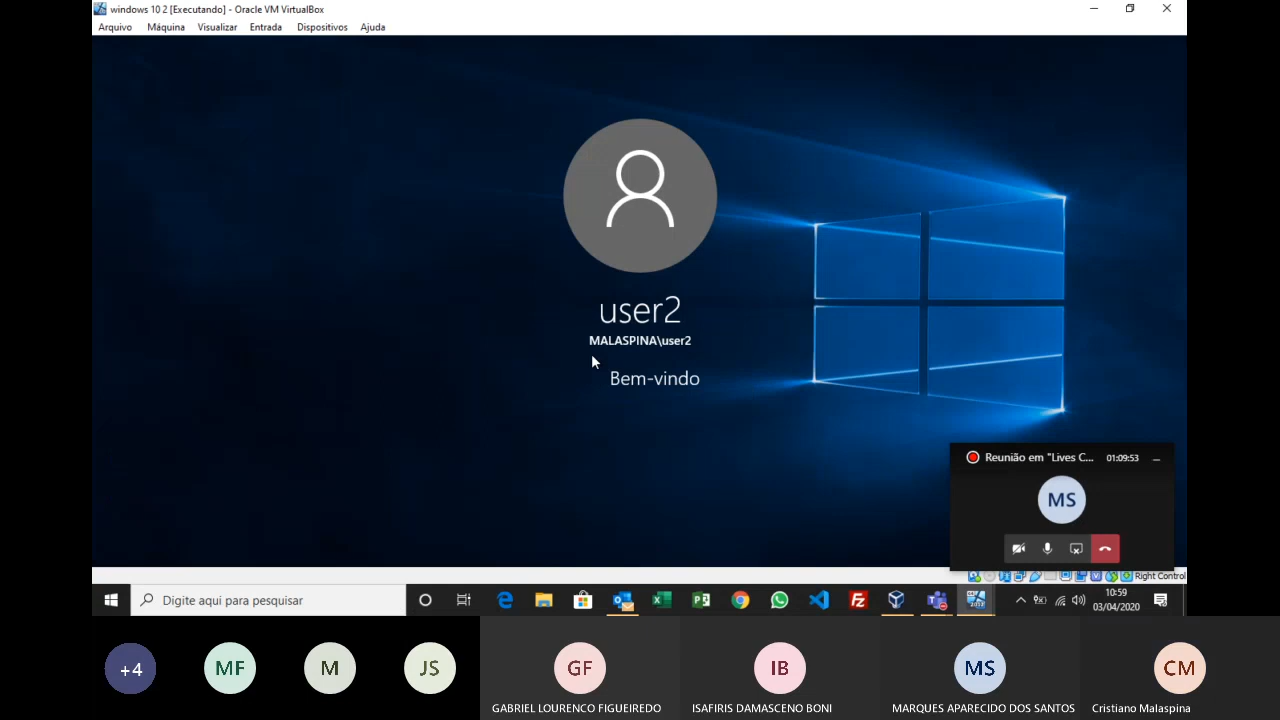 windows 10 2 [Executando] - Oracle VM VirtualBox
Arquivo Máquina Visualizar Entrada Dispositivos Ajuda
user2
MALASPINA\user2
Bem-vindo
Reunião em "Lives C... 01:09:53
MS
Right Control
Digite aqui para pesquisar
10:59
03/04/2020
+4 MF M JS GF IB MS CM
GABRIEL LOURENCO FIGUEIREDO ISAFIRIS DAMASCENO BONI MARQUES APARECIDO DOS SANTOS Cristiano Malaspina